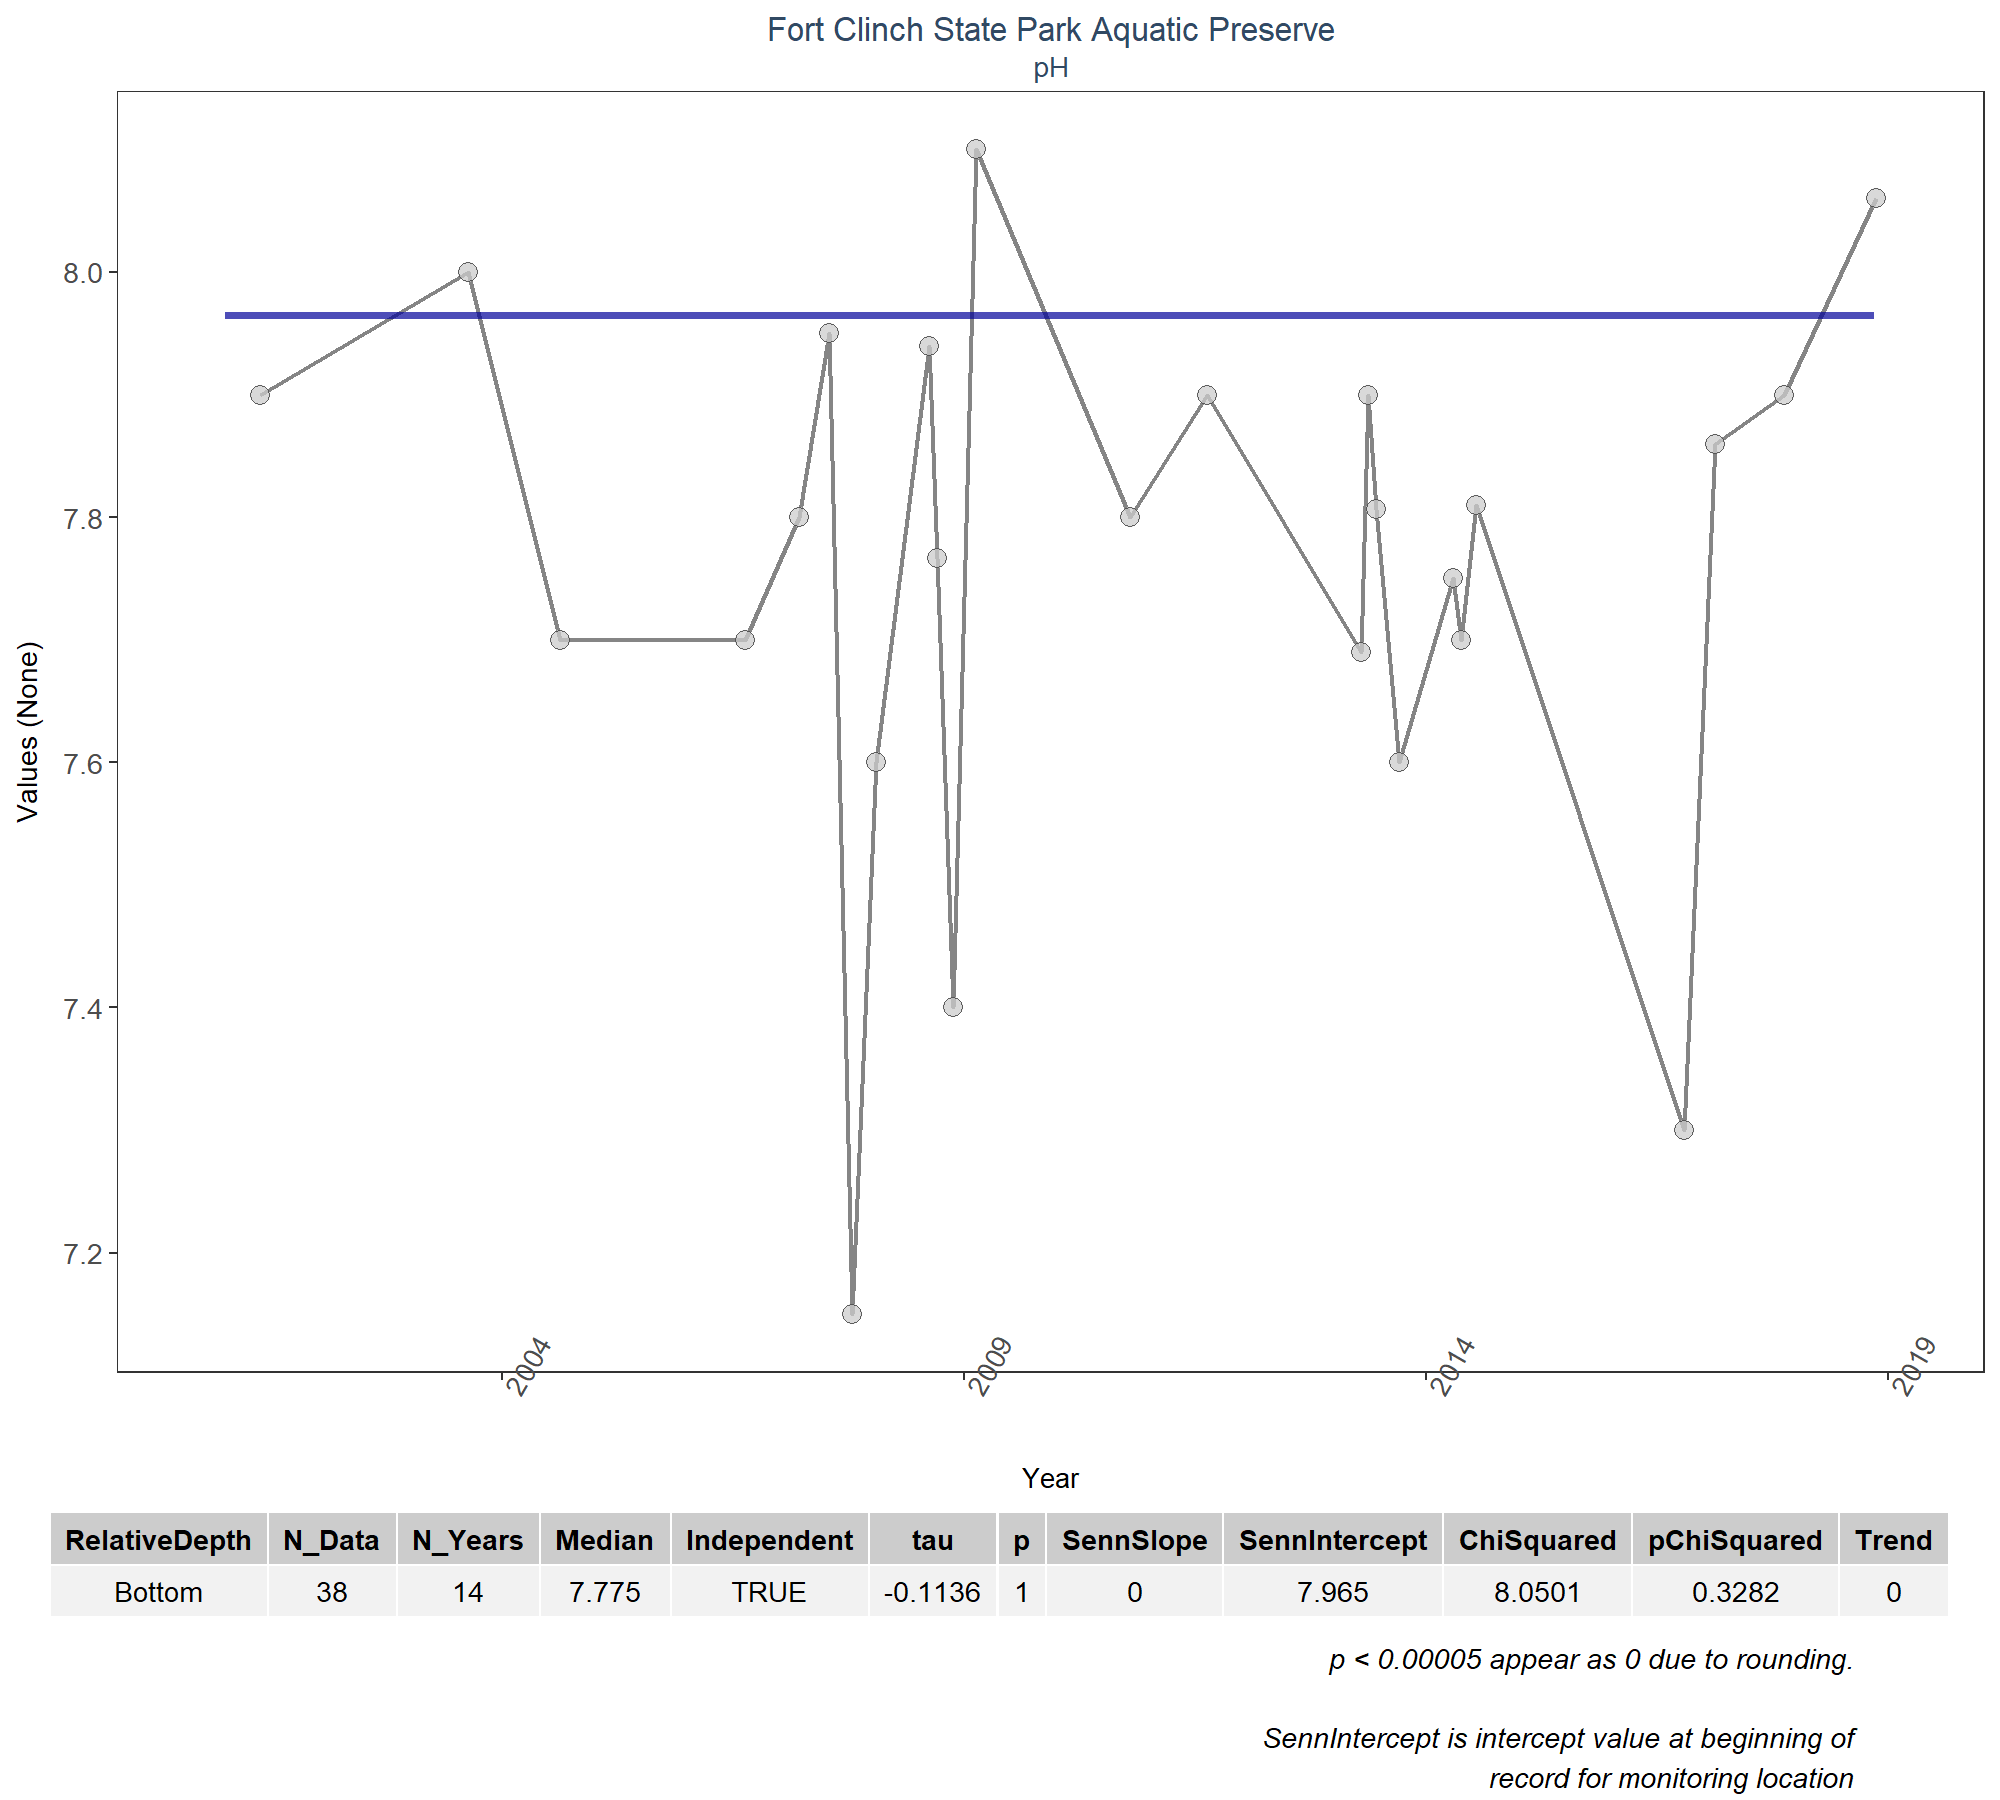 Fort Clinch State Park Aquatic Preserve
pH
Values (None)
8.0
7.8
7.6
7.4
7.2
2004
2009
2014
2019
Year
RelativeDepth N_Data N_Years Median Independent tau p SennSlope SennIntercept ChiSquared pChiSquared Trend
Bottom 38 14 7.775 TRUE -0.1136 1 0 7.965 8.0501 0.3282 0
p < 0.00005 appear as 0 due to rounding.
SennIntercept is intercept value at beginning of
record for monitoring location